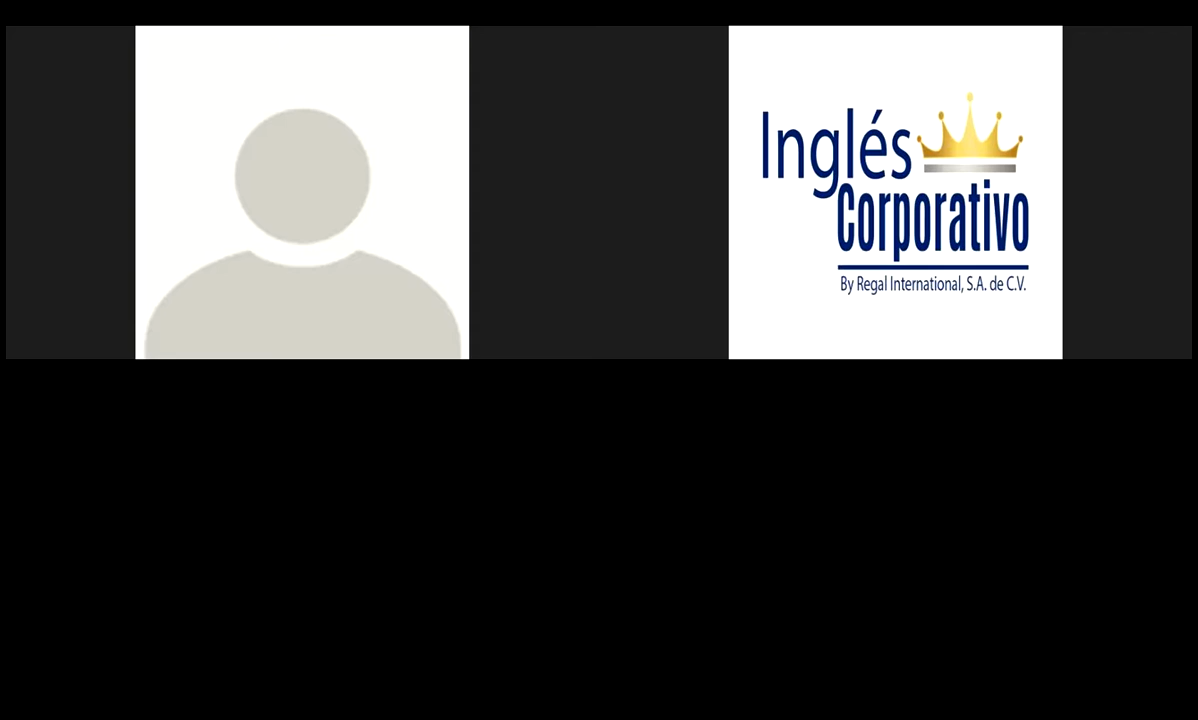 Inglés
Corporativo
By Regal International, S.A. de C.V.